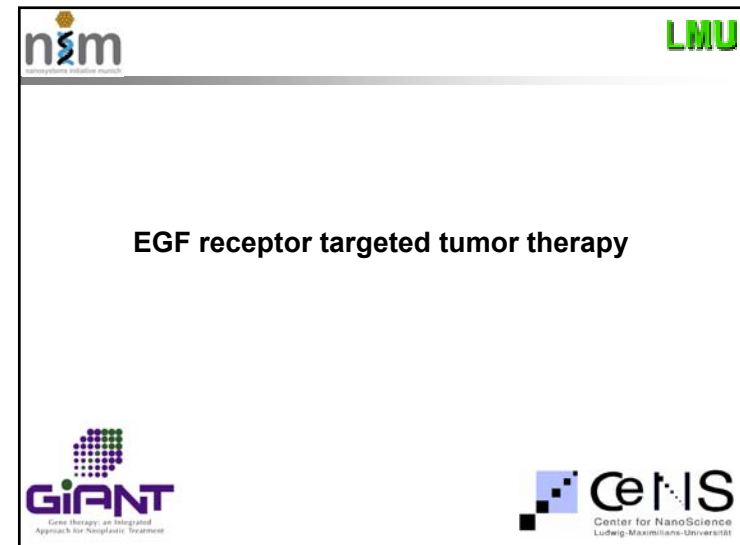 nim
nanosystems initiative munich
LMU
EGF receptor targeted tumor therapy
GiANT
Gene therapy: an Integrated
Approach for Neoplastic Treatment
CeNS
Center for NanoScience
Ludwig-Maximilians-Universität